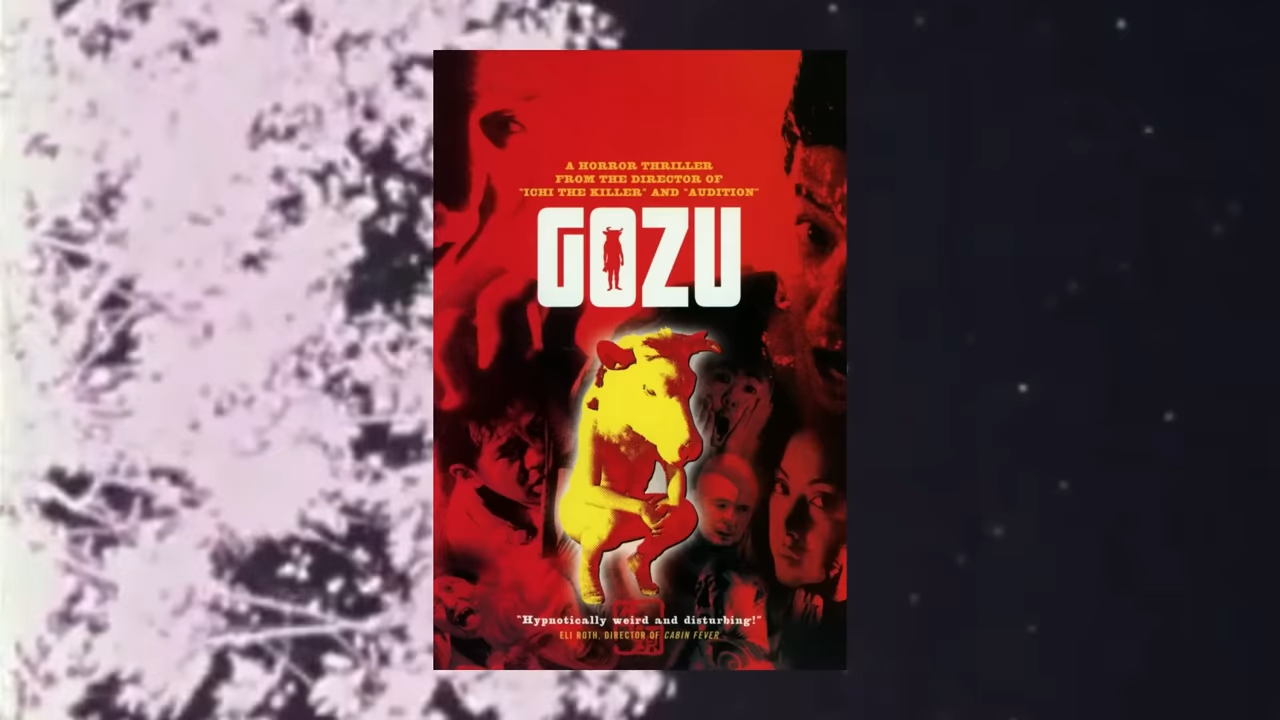 A HORROR THRILLER
FROM THE DIRECTOR OF
"ICHI THE KILLER" AND "AUDITION"
GOZU
"Hypnotically weird and disturbing!"
ELI ROTH, DIRECTOR OF CABIN FEVER